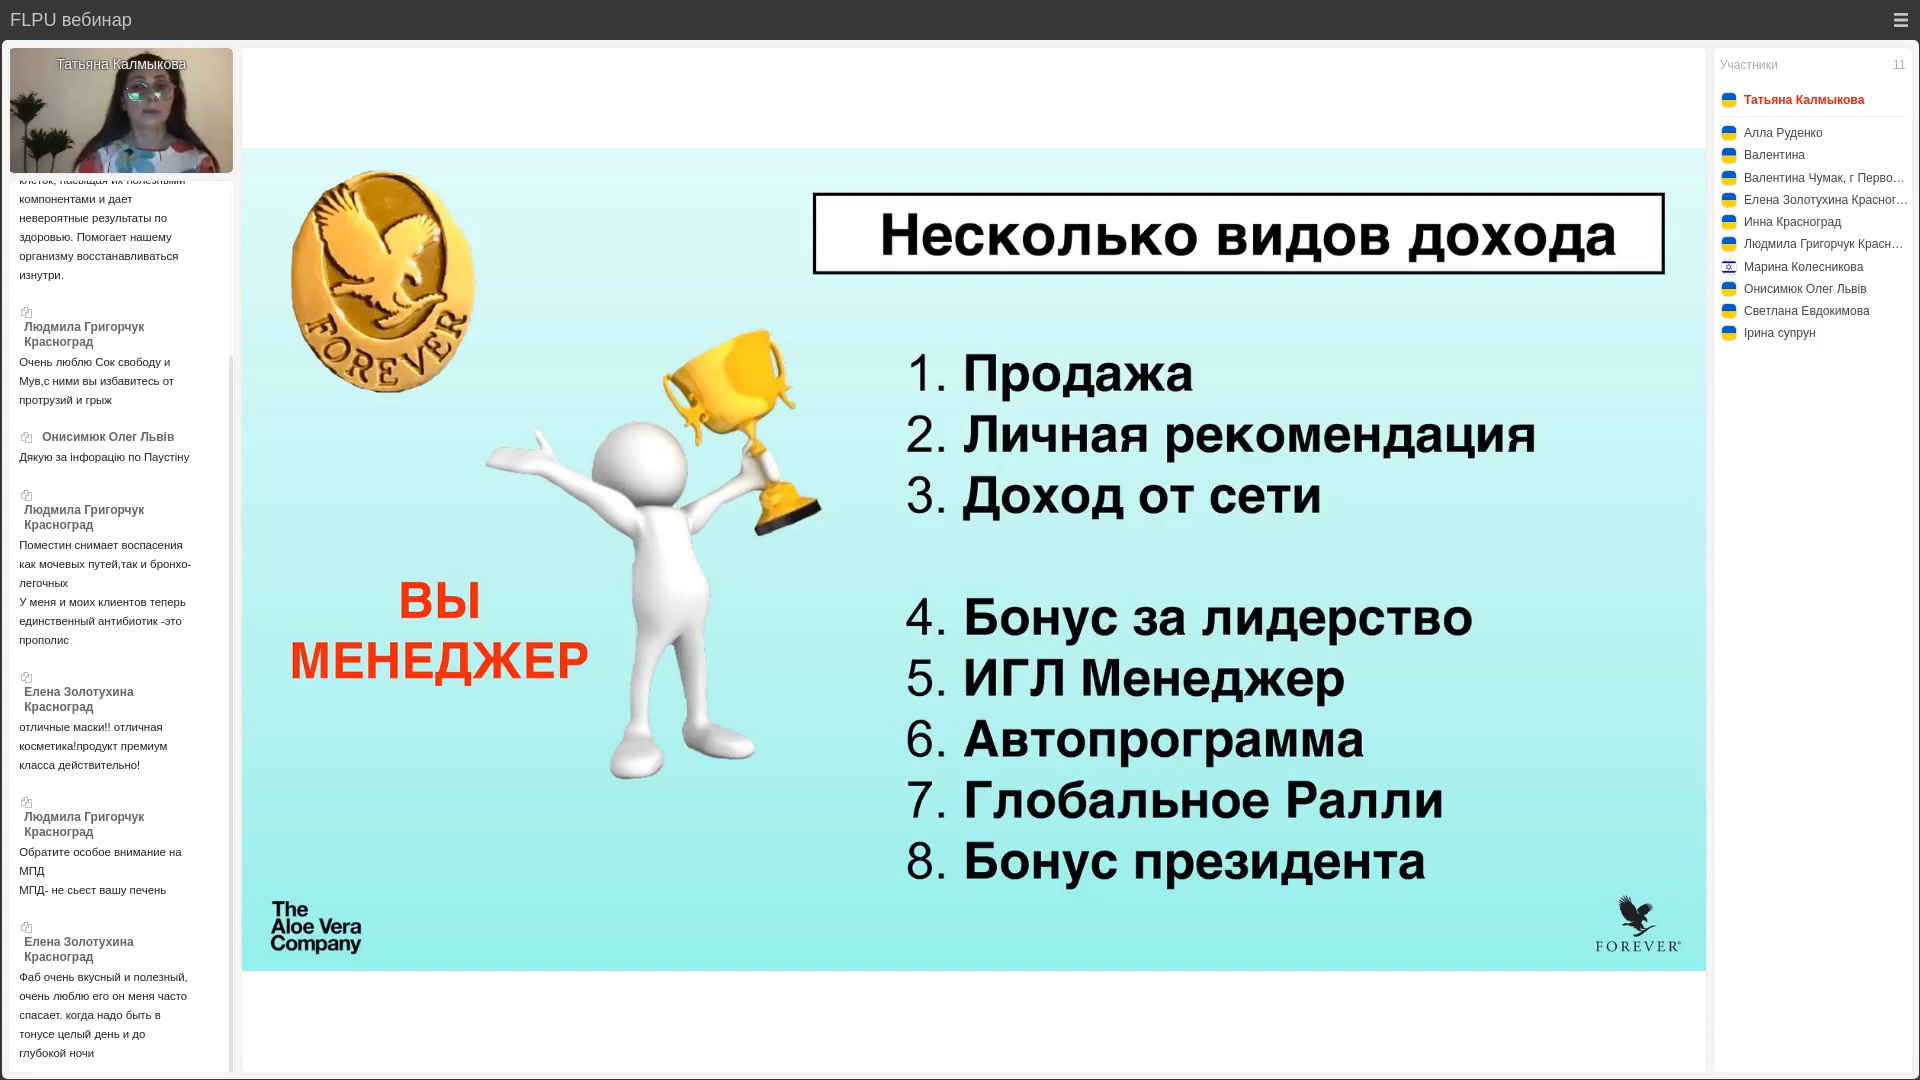 FLPU вебинар
Татьяна Калмыкова
клеток, насыщая их полезными
компонентами и дает
невероятные результаты по
здоровью. Помогает нашему
организму восстанавливаться
изнутри.
Людмила Григорчук
Красноград
Очень люблю Сок свободу и
Мув,с ними вы избавитесь от
протрузий и грыж
Онисимюк Олег Львів
Дякую за інфорацію по Паустіну
Людмила Григорчук
Красноград
Поместин снимает воспасения
как мочевых путей,так и бронхо-
легочных
У меня и моих клиентов теперь
единственный антибиотик -это
прополис
Елена Золотухина
Красноград
отличные маски!! отличная
косметика!продукт премиум
класса действительно!
Людмила Григорчук
Красноград
Обратите особое внимание на
МПД
МПД- не сьест вашу печень
Елена Золотухина
Красноград
Фаб очень вкусный и полезный,
очень люблю его он меня часто
спасает. когда надо быть в
тонусе целый день и до
глубокой ночи
FOREVER
Несколько видов дохода
1. Продажа
2. Личная рекомендация
3. Доход от сети
4. Бонус за лидерство
5. ИГЛ Менеджер
6. Автопрограмма
7. Глобальное Ралли
8. Бонус президента
ВЫ
МЕНЕДЖЕР
The
Aloe Vera
Company
FOREVER®
Участники 11
Татьяна Калмыкова
Алла Руденко
Валентина
Валентина Чумак, г Перво...
Елена Золотухина Красног...
Инна Красноград
Людмила Григорчук Красн...
Марина Колесникова
Онисимюк Олег Львів
Светлана Евдокимова
Ірина супрун